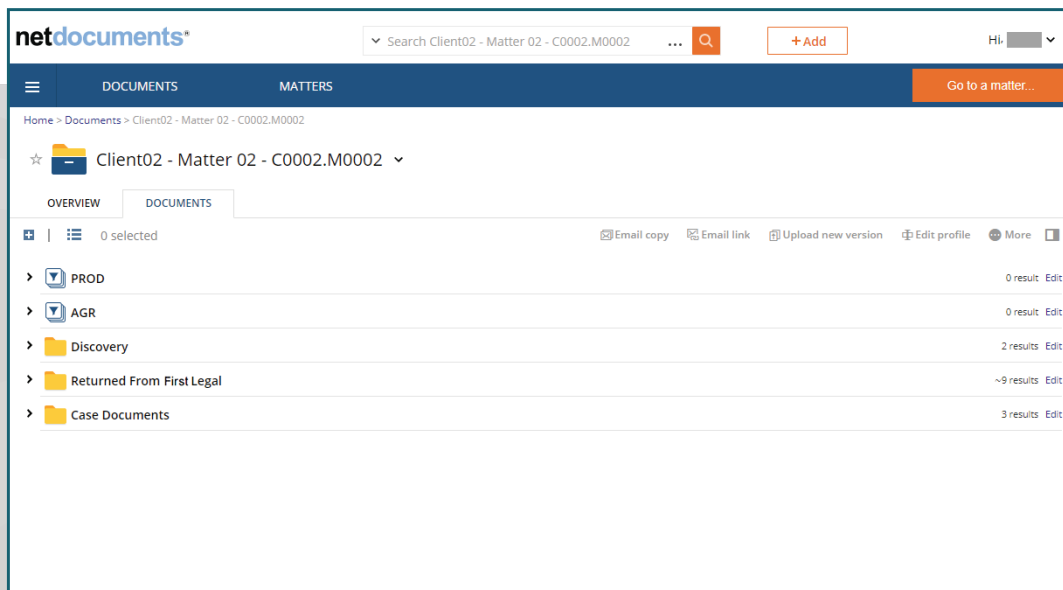 netdocuments®
Search Client02 - Matter 02 - C0002.M0002 ...
+ Add
Hi,
DOCUMENTS MATTERS Go to a matter...
Home > Documents > Client02 - Matter 02 - C0002.M0002
Client02 - Matter 02 - C0002.M0002
OVERVIEW DOCUMENTS
0 selected Email copy Email link Upload new version Edit profile More
PROD 0 result Edit
AGR 0 result Edit
Discovery 2 results Edit
Returned From First Legal ~9 results Edit
Case Documents 3 results Edit